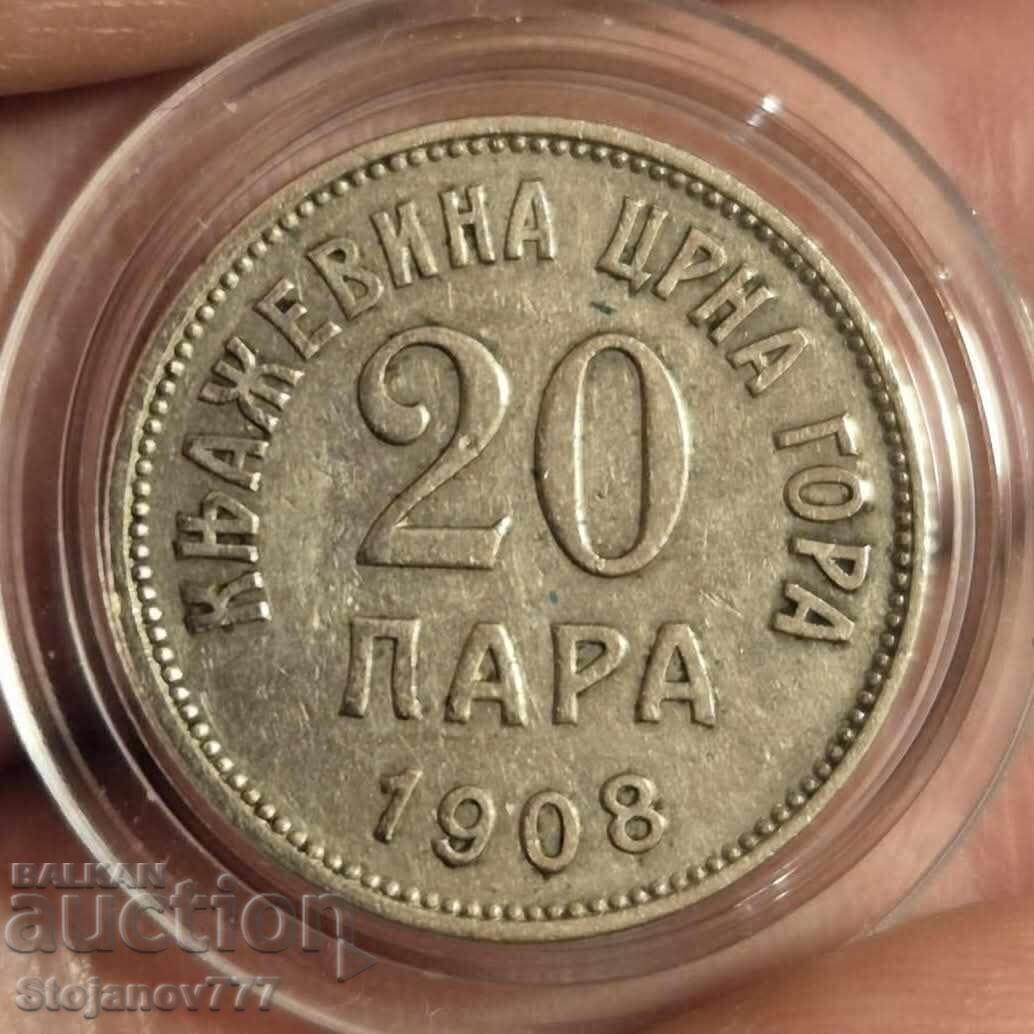 КЊАЖЕВИНА ЦРНА ГОРА
20
ПАРА
1908
BALKAN
auction
Stojanov777